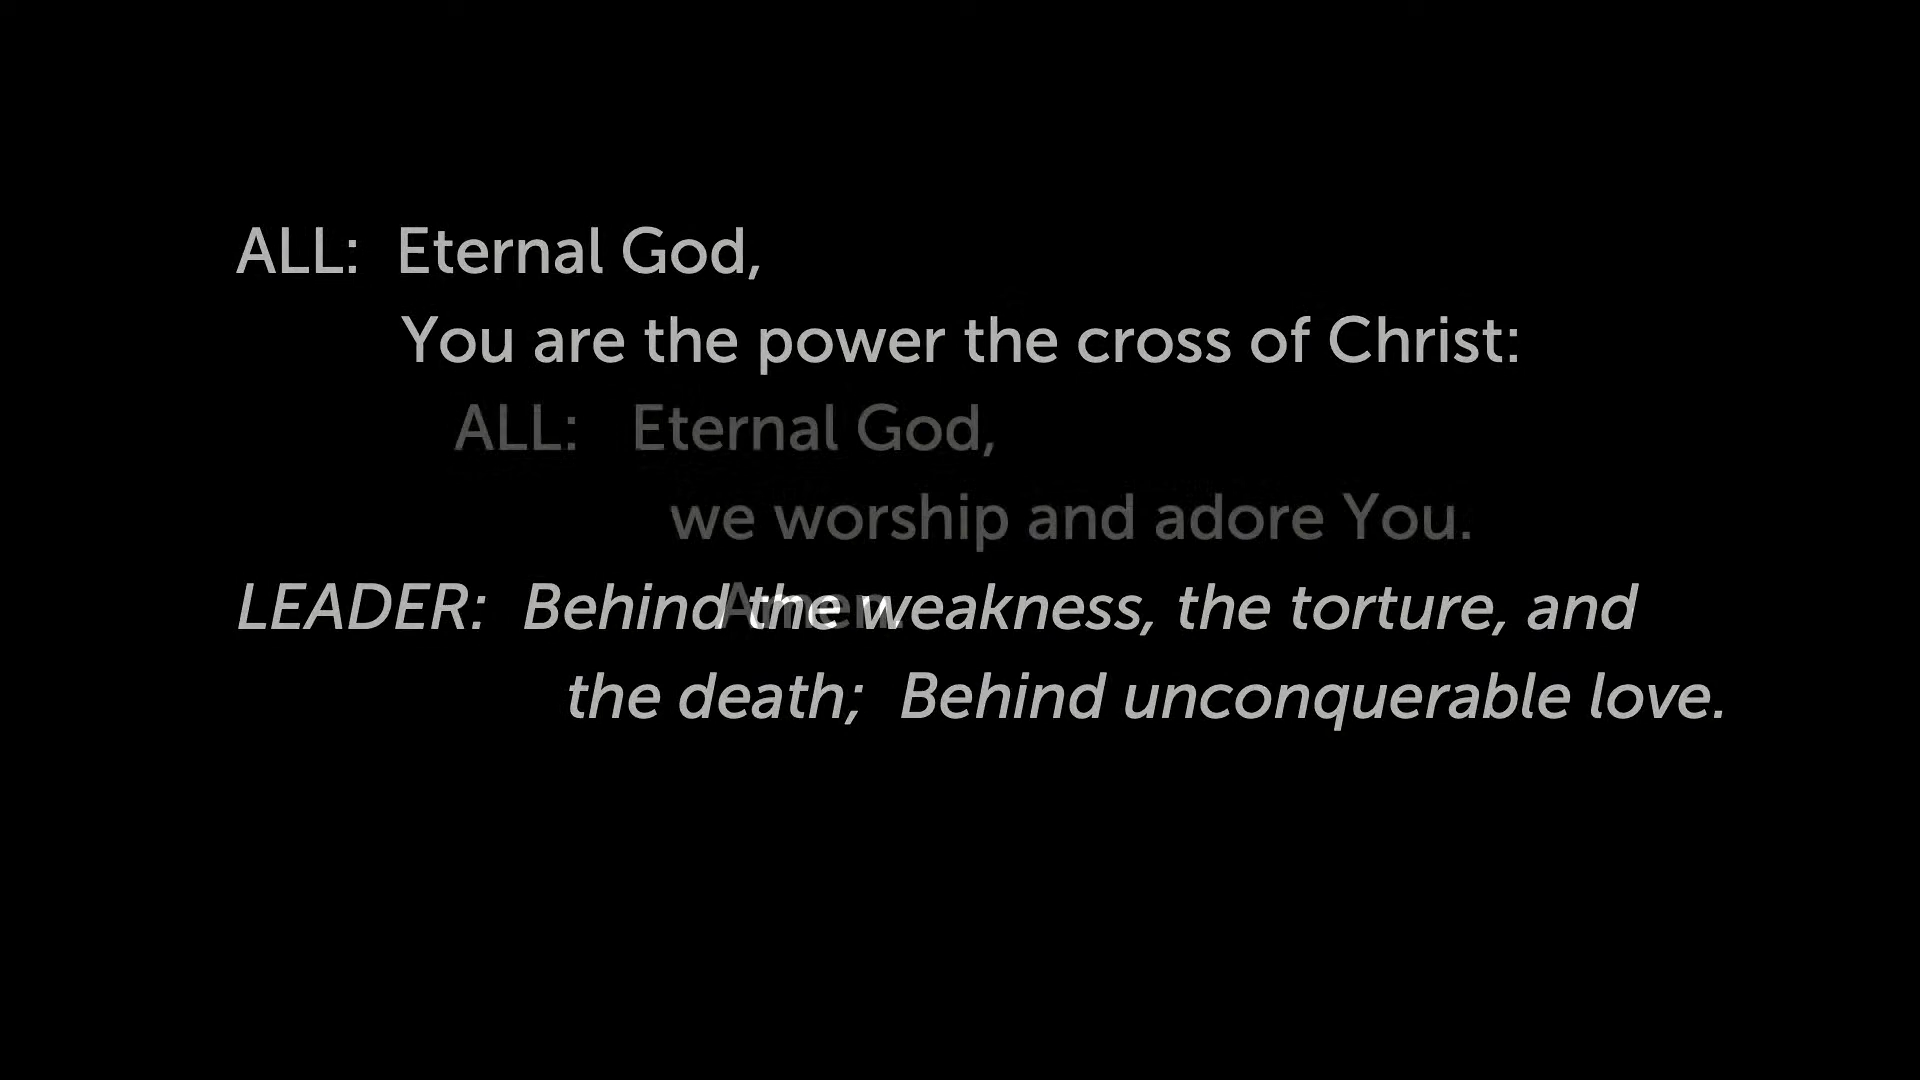 ALL: Eternal God,
You are the power the cross of Christ:
ALL: Eternal God,
we worship and adore You.
Amen.
LEADER: Behind the weakness, the torture, and
the death; Behind unconquerable love.